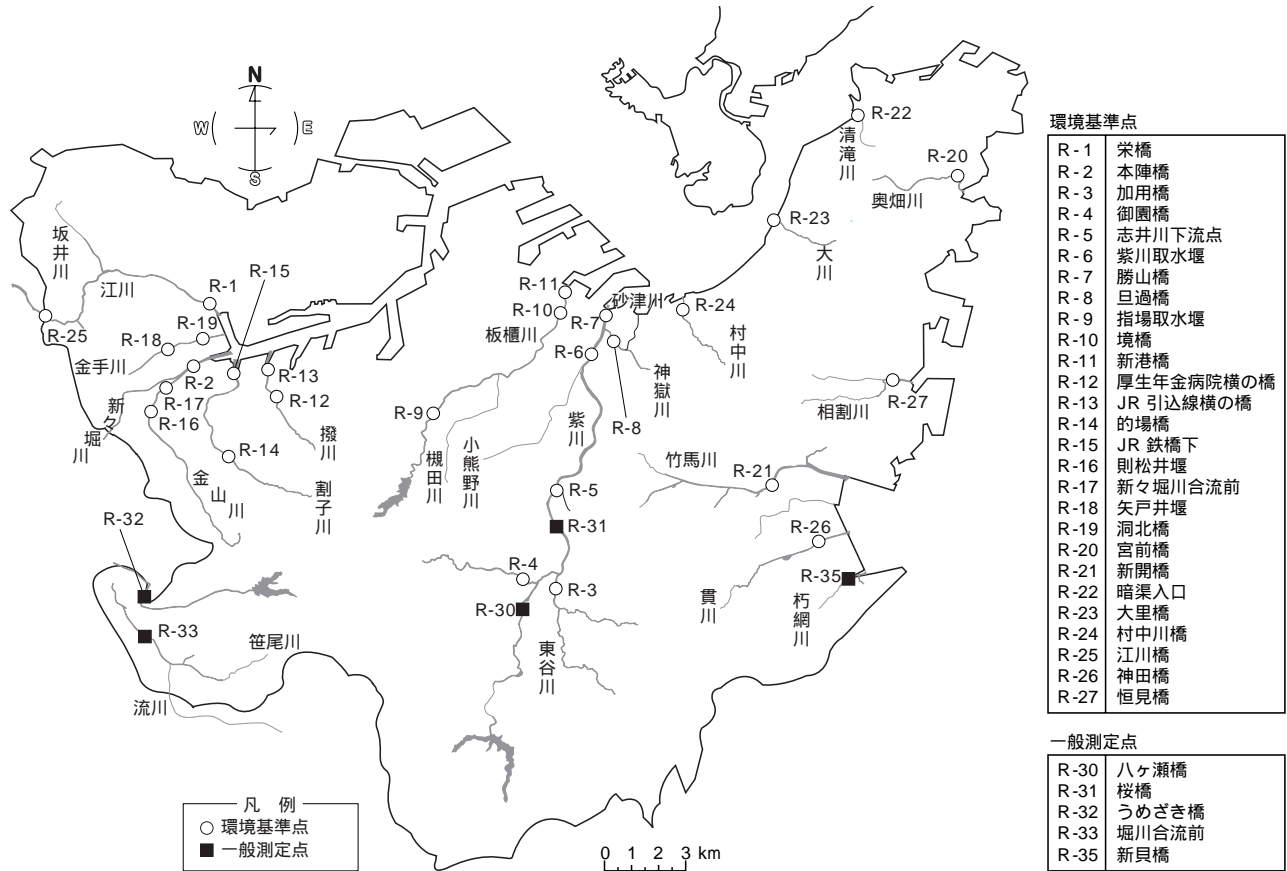 N
W
E
S
R-22
清滝川
R-20
奥畑川
R-23
大川
坂井川
江川
R-1
R-15
R-25
R-18
R-19
金手川
R-2
R-17
R-16
新々堀川
R-13
R-12
撥川
R-14
金山川
割子川
R-11
R-10
板櫃川
R-7
砂津川
R-6
R-24
村中川
神嶽川
R-8
R-9
槻田川
小熊野川
紫川
R-27
相割川
竹馬川
R-21
R-5
R-31
R-26
R-35
貫川
朽網川
R-32
R-33
笹尾川
流川
R-4
R-3
R-30
東谷川
凡 例
環境基準点
一般測定点
0 1 2 3 km
環境基準点
R-1 栄橋
R-2 本陣橋
R-3 加用橋
R-4 御園橋
R-5 志井川下流点
R-6 紫川取水堰
R-7 勝山橋
R-8 旦過橋
R-9 指場取水堰
R-10 境橋
R-11 新港橋
R-12 厚生年金病院横の橋
R-13 JR 引込線横の橋
R-14 的場橋
R-15 JR 鉄橋下
R-16 則松井堰
R-17 新々堀川合流前
R-18 矢戸井堰
R-19 洞北橋
R-20 宮前橋
R-21 新開橋
R-22 暗渠入口
R-23 大里橋
R-24 村中川橋
R-25 江川橋
R-26 神田橋
R-27 恒見橋
一般測定点
R-30 八ヶ瀬橋
R-31 桜橋
R-32 うめざき橋
R-33 堀川合流前
R-35 新貝橋